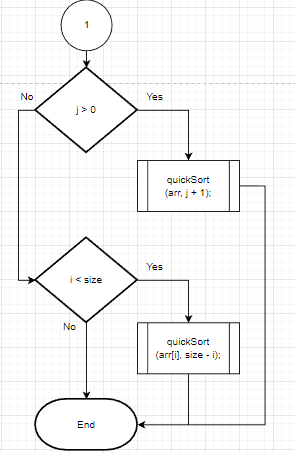 1
No
Yes
j > 0
quickSort
(arr, j + 1);
Yes
i < size
No
quickSort
(arr[i], size - i);
End